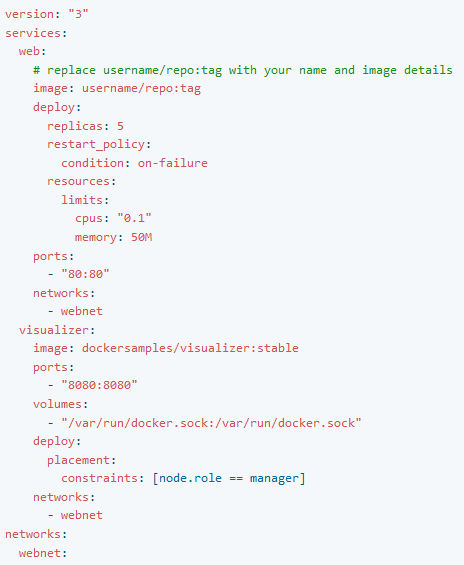 version: "3"
services:
  web:
    # replace username/repo:tag with your name and image details
    image: username/repo:tag
    deploy:
      replicas: 5
      restart_policy:
        condition: on-failure
      resources:
        limits:
          cpus: "0.1"
          memory: 50M
    ports:
      - "80:80"
    networks:
      - webnet
  visualizer:
    image: dockersamples/visualizer:stable
    ports:
      - "8080:8080"
    volumes:
      - "/var/run/docker.sock:/var/run/docker.sock"
    deploy:
      placement:
        constraints: [node.role == manager]
    networks:
      - webnet
networks:
  webnet: